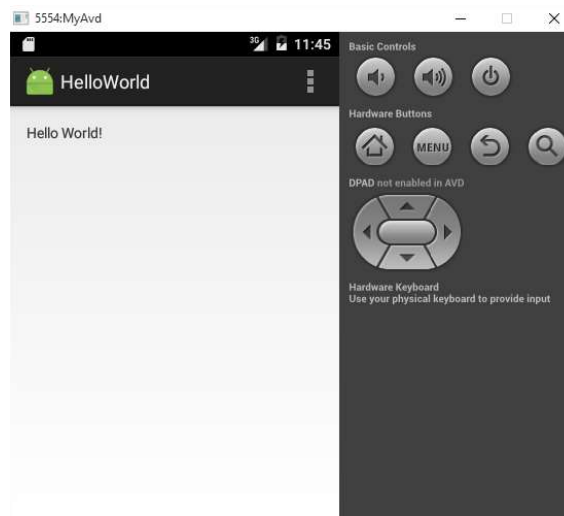 5554:MyAvd
3G 11:45
HelloWorld
Hello World!
Basic Controls
Hardware Buttons
MENU
DPAD not enabled in AVD
Hardware Keyboard
Use your physical keyboard to provide input